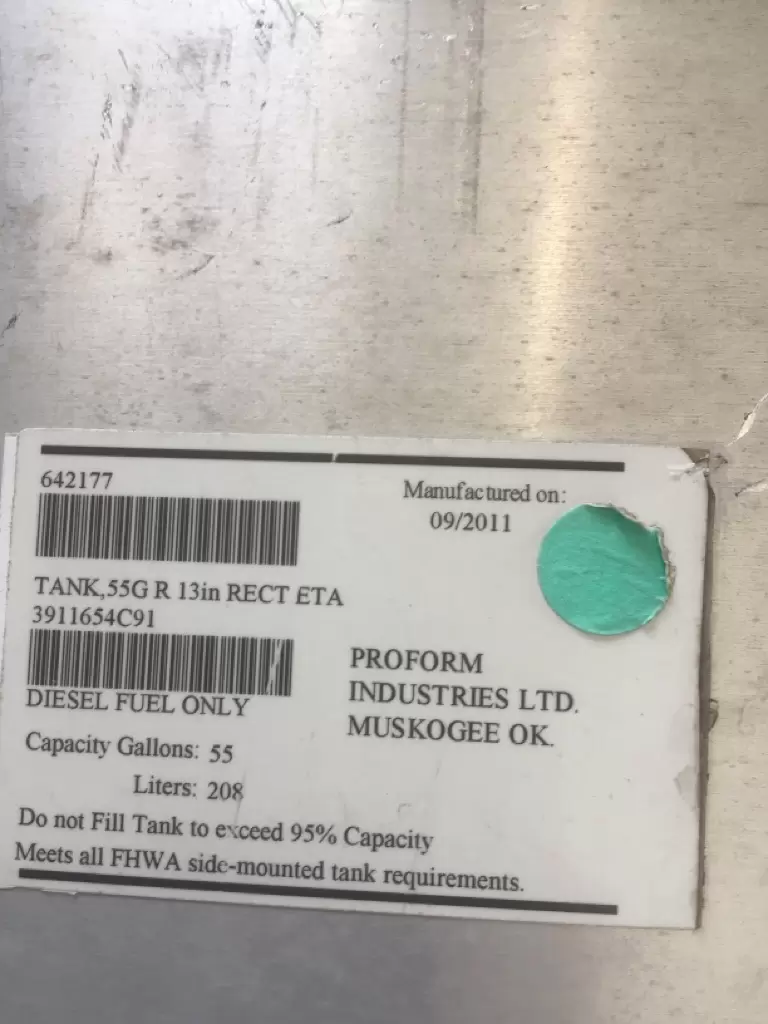 642177
Manufactured on:
09/2011
TANK,55G R 13in RECT ETA
3911654C91
DIESEL FUEL ONLY
PROFORM
INDUSTRIES LTD.
MUSKOGEE OK.
Capacity Gallons: 55
Liters: 208
Do not Fill Tank to exceed 95% Capacity
Meets all FHWA side-mounted tank requirements.